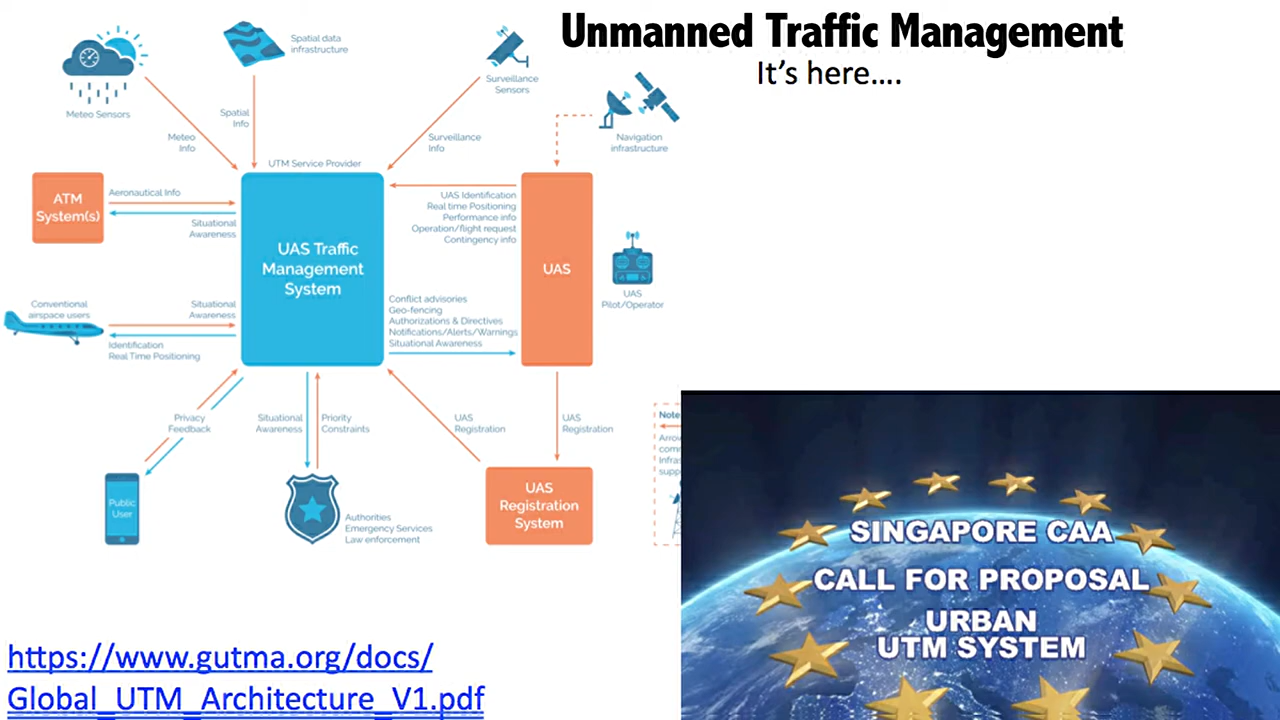 Unmanned Traffic Management
It's here....
Spatial data
infrastructure
Surveillance
Sensors
Meteo Sensors
Navigation
infrastructure
Spatial
Info
Meteo
Info
Surveillance
Info
UTM Service Provider
ATM
System(s)
Aeronautical Info
Situational
Awareness
UAS Traffic
Management
System
UAS Identification
Real time Positioning
Performance info
Operation/flight request
Contingency info
UAS
UAS
Pilot/Operator
Conventional
airspace users
Situational
Awareness
Identification
Real Time Positioning
Conflict advisories
Geo-fencing
Authorizations & Directives
Notifications/Alerts/Warnings
Situational Awareness
Privacy
Feedback
Situational
Awareness
Priority
Constraints
UAS
Registration
UAS
Registration
Note
Public
User
Authorities
Emergency Services
Law enforcement
UAS
Registration
System
SINGAPORE CAA
CALL FOR PROPOSAL
URBAN
UTM SYSTEM
https://www.gutma.org/docs/
Global_UTM_Architecture_V1.pdf